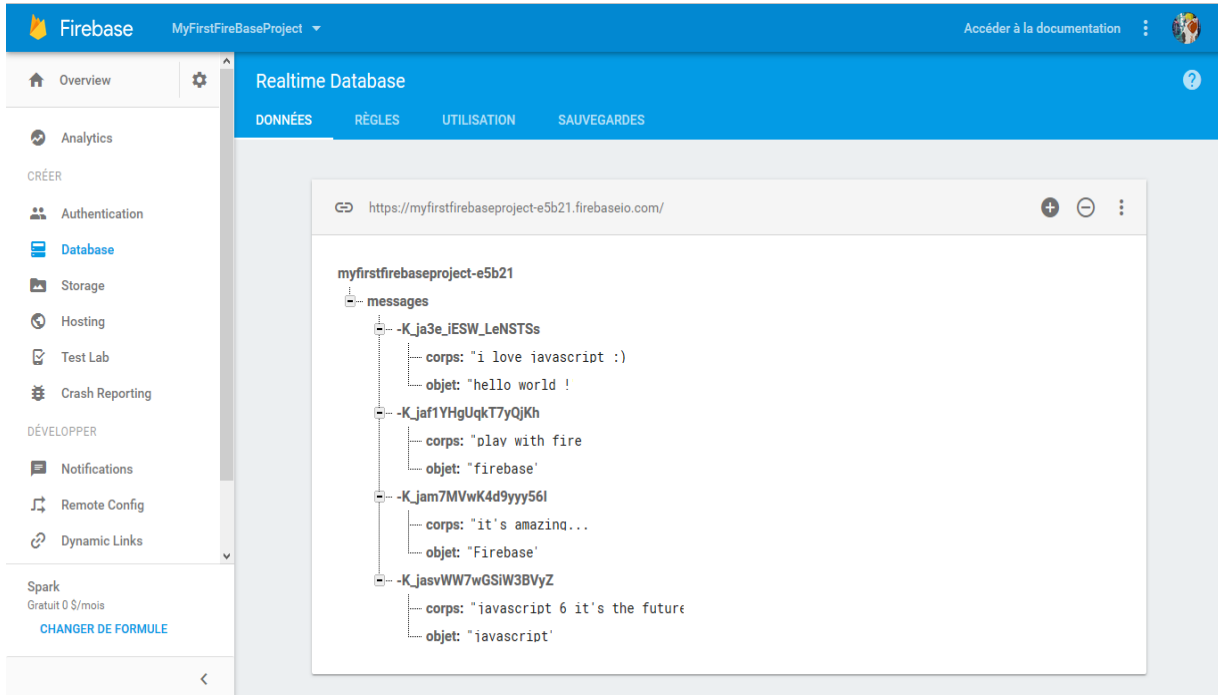 Firebase
MyFirstFireBaseProject
Accéder à la documentation
Overview
Analytics
CRÉER
Authentication
Database
Storage
Hosting
Test Lab
Crash Reporting
DÉVELOPPER
Notifications
Remote Config
Dynamic Links
Spark
Gratuit 0 $/mois
CHANGER DE FORMULE
Realtime Database
DONNÉES RÈGLES UTILISATION SAUVEGARDES
https://myfirstfirebaseproject-e5b21.firebaseio.com/
myfirstfirebaseproject-e5b21
messages
-K_ja3e_iESW_LeNSTSs
corps: "i love javascript :)
objet: "hello world !
-K_jaf1YHgUqkT7yQjKh
corps: "play with fire
objet: "firebase'
-K_jam7MVwK4d9yyy56I
corps: "it's amazing...
objet: "Firebase'
-K_jasvWW7wGSiW3BVyZ
corps: "javascript 6 it's the future
objet: "javascript'